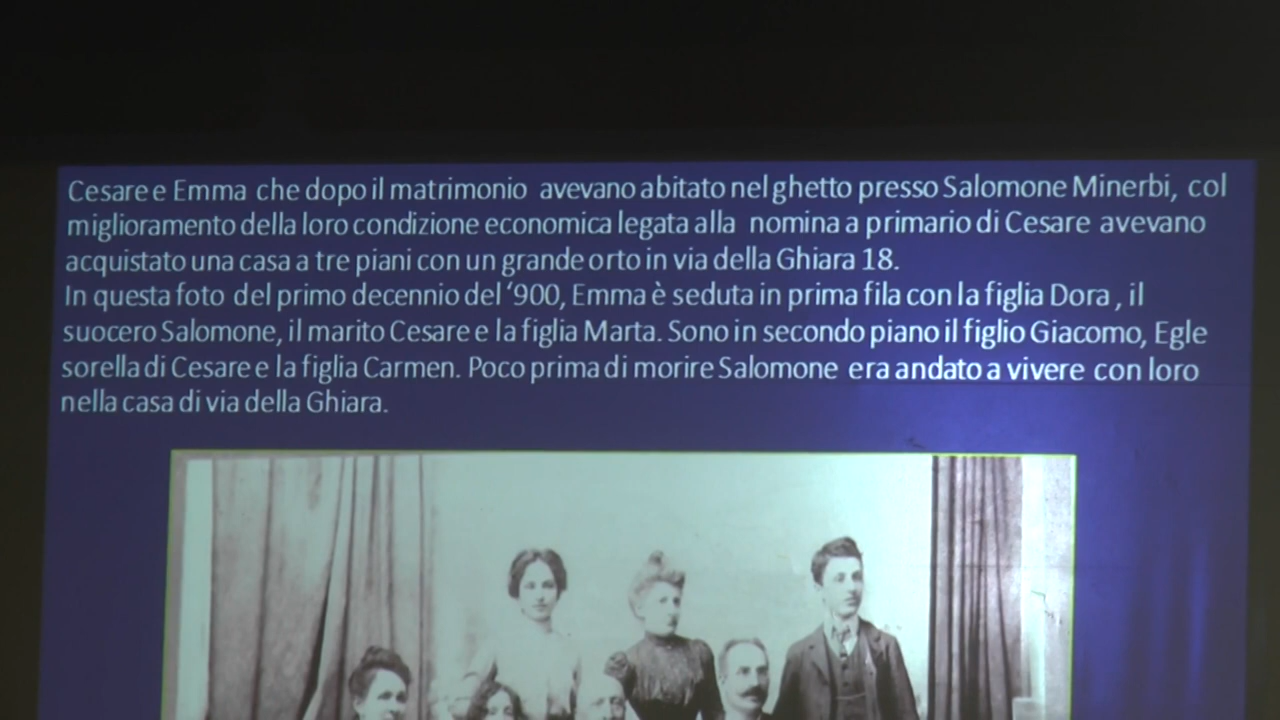 Cesare e Emma che dopo il matrimonio avevano abitato nel ghetto presso Salomone Minerbi, col
miglioramento della loro condizione economica legata alla nomina a primario di Cesare avevano
acquistato una casa a tre piani con un grande orto in via della Ghiara 18.
In questa foto del primo decennio del ‘900, Emma è seduta in prima fila con la figlia Dora , il
suocero Salomone, il marito Cesare e la figlia Marta. Sono in secondo piano il figlio Giacomo, Egle
sorella di Cesare e la figlia Carmen. Poco prima di morire Salomone era andato a vivere con loro
nella casa di via della Ghiara.